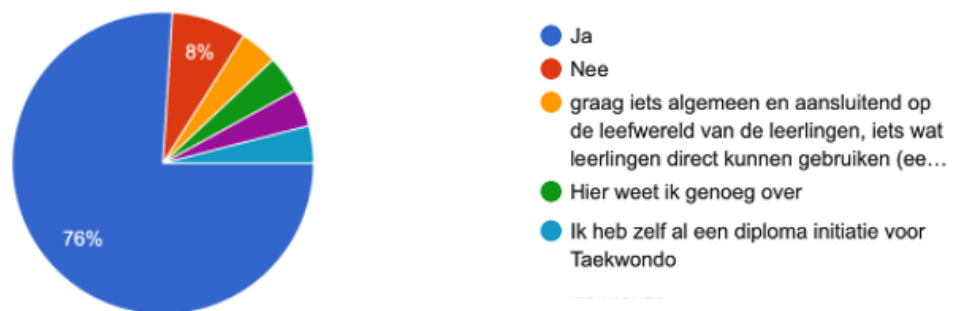 8%
76%
Ja
Nee
graag iets algemeen en aansluitend op
de leefwereld van de leerlingen, iets wat
leerlingen direct kunnen gebruiken (ee…
Hier weet ik genoeg over
Ik heb zelf al een diploma initiatie voor
Taekwondo